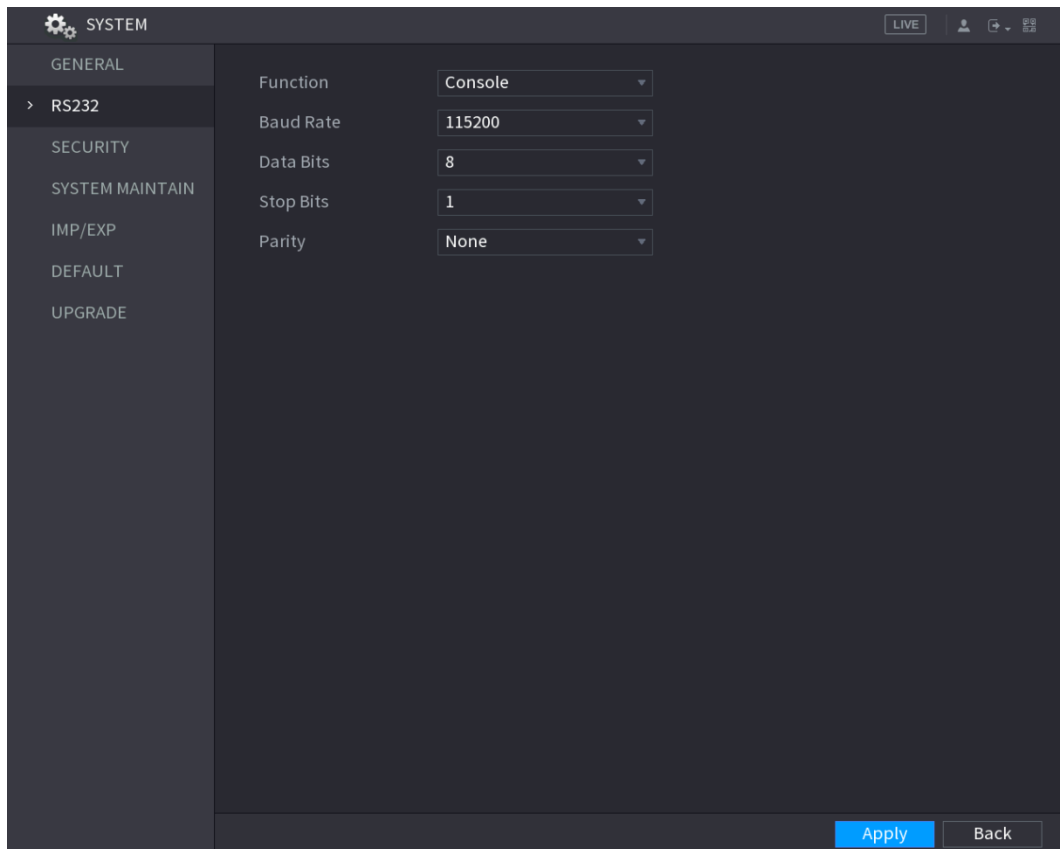 SYSTEM
LIVE
GENERAL
RS232
SECURITY
SYSTEM MAINTAIN
IMP/EXP
DEFAULT
UPGRADE
Function Console
Baud Rate 115200
Data Bits 8
Stop Bits 1
Parity None
Apply Back